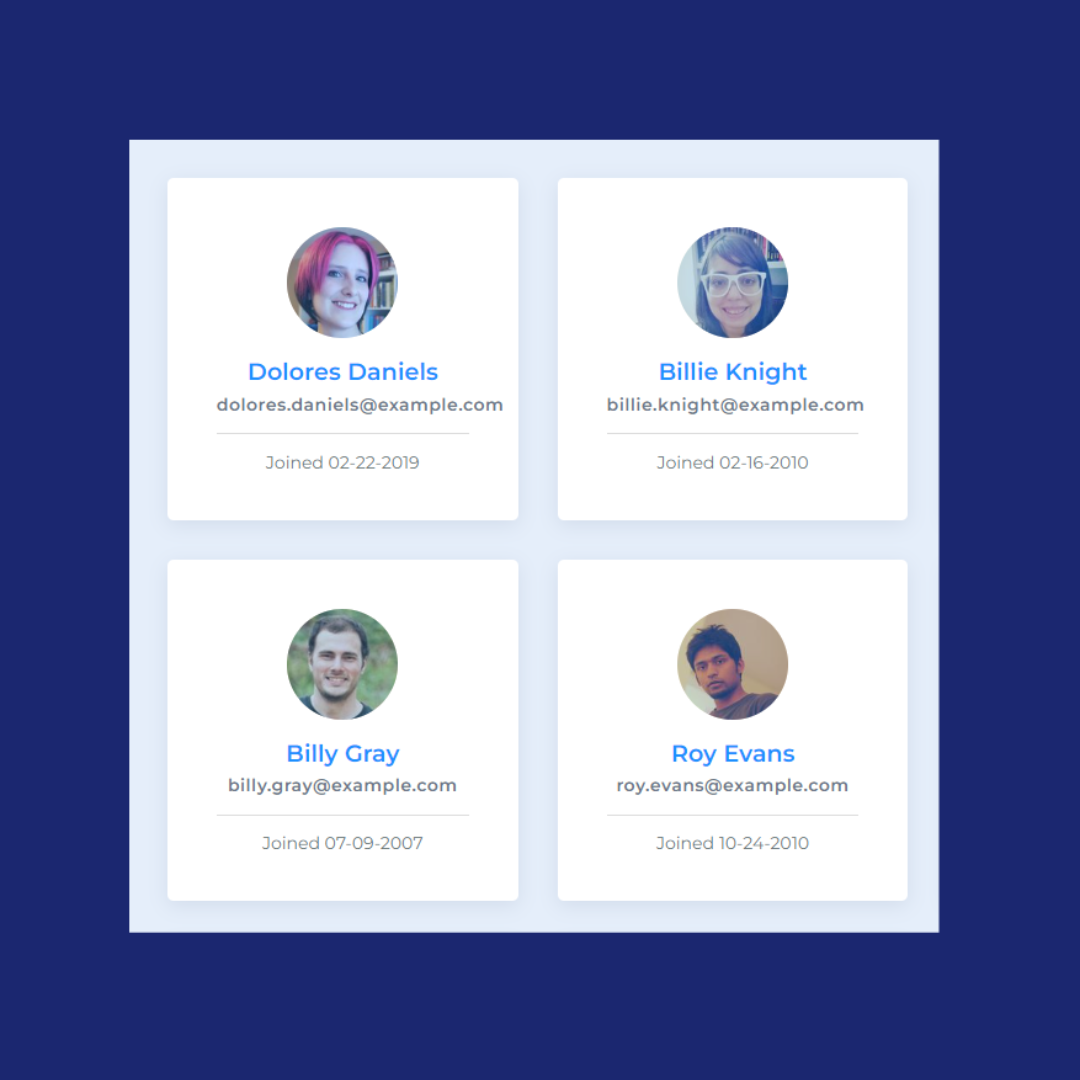 Dolores Daniels
dolores.daniels@example.com
Joined 02-22-2019
Billie Knight
billie.knight@example.com
Joined 02-16-2010
Billy Gray
billy.gray@example.com
Joined 07-09-2007
Roy Evans
roy.evans@example.com
Joined 10-24-2010